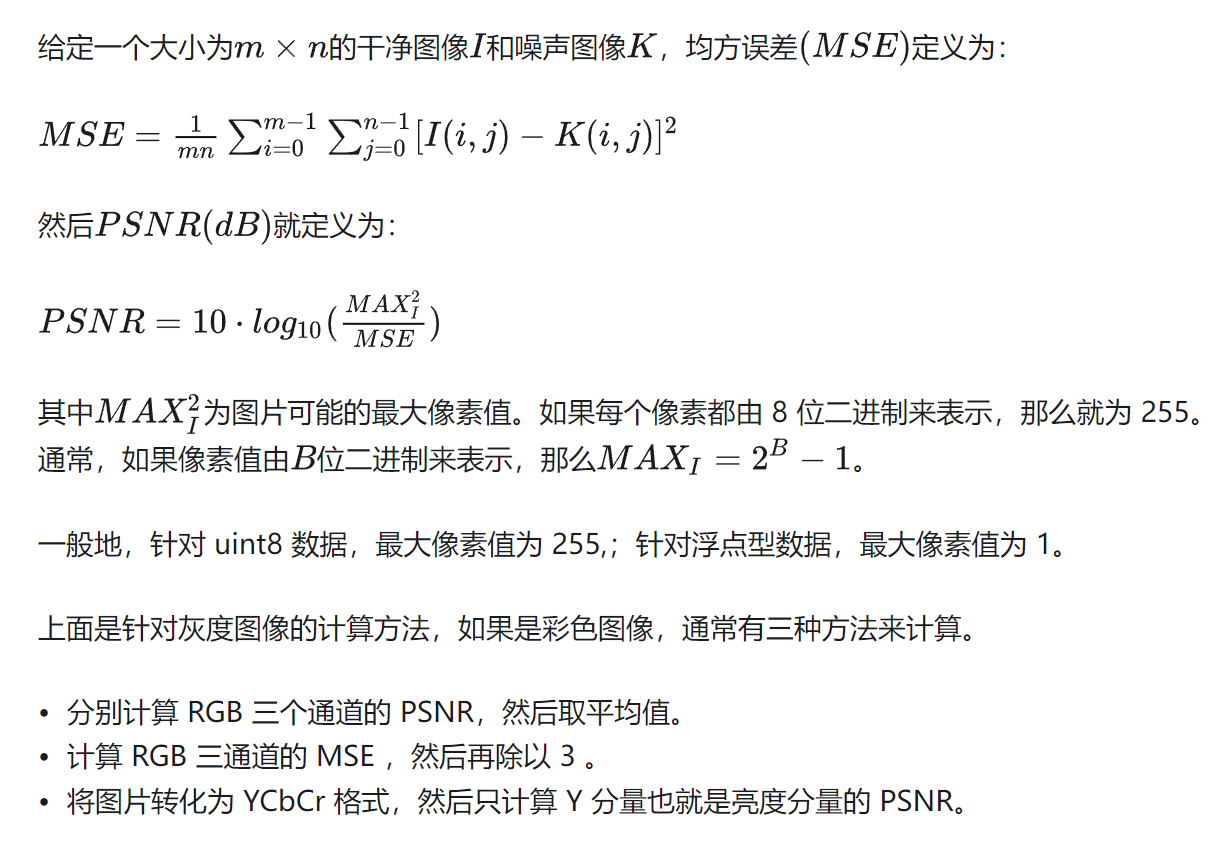 给定一个大小为$m \times n$的干净图像$I$和噪声图像$K$，均方误差$(MSE)$定义为：
$MSE = \frac{1}{mn} \sum_{i=0}^{m-1} \sum_{j=0}^{n-1} [I(i,j) - K(i,j)]^2$
然后$PSNR(dB)$就定义为：
$PSNR = 10 \cdot log_{10}(\frac{MAX_I^2}{MSE})$
其中$MAX_I^2$为图片可能的最大像素值。如果每个像素都由 8 位二进制来表示，那么就为 255。
通常，如果像素值由$B$位二进制来表示，那么$MAX_I = 2^B - 1$。
一般地，针对 uint8 数据，最大像素值为 255,；针对浮点型数据，最大像素值为 1。
上面是针对灰度图像的计算方法，如果是彩色图像，通常有三种方法来计算。
• 分别计算 RGB 三个通道的 PSNR，然后取平均值。
• 计算 RGB 三通道的 MSE ，然后再除以 3 。
• 将图片转化为 YCbCr 格式，然后只计算 Y 分量也就是亮度分量的 PSNR。